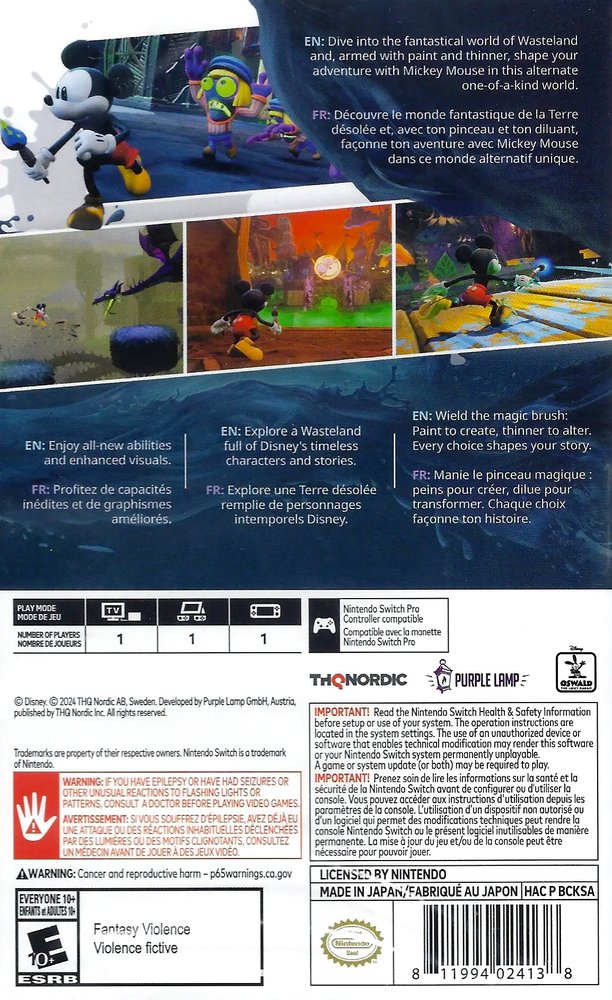 EN: Dive into the fantastical world of Wasteland
and, armed with paint and thinner, shape your
adventure with Mickey Mouse in this alternate
one-of-a-kind world.
FR: Découvre le monde fantastique de la Terre
désolée et, avec ton pinceau et ton diluant,
façonne ton aventure avec Mickey Mouse
dans ce monde alternatif unique.
EN: Enjoy all-new abilities
and enhanced visuals.
FR: Profitez de capacités
inédites et de graphismes
améliorés.
EN: Explore a Wasteland
full of Disney's timeless
characters and stories.
FR: Explore une Terre désolée
remplie de personnages
intemporels Disney.
EN: Wield the magic brush:
Paint to create, thinner to alter.
Every choice shapes your story.
FR: Manie le pinceau magique :
peins pour créer, dilue pour
transformer. Chaque choix
façonne ton histoire.
PLAY MODE
MODE DE JEU
TV
NUMBER OF PLAYERS
NOMBRE DE JOUEURS
1 1 1
Nintendo Switch Pro
Controller compatible
Compatible avec la manette
Nintendo Switch Pro
THQNORDIC
PURPLE LAMP
Disney
OSWALD
THE LUCKY RABBIT
© Disney. © 2024 THQ Nordic AB, Sweden. Developed by Purple Lamp GmbH, Austria,
published by THQ Nordic Inc. All rights reserved.
Trademarks are property of their respective owners. Nintendo Switch is a trademark
of Nintendo.
WARNING: IF YOU HAVE EPILEPSY OR HAVE HAD SEIZURES OR
OTHER UNUSUAL REACTIONS TO FLASHING LIGHTS OR
PATTERNS, CONSULT A DOCTOR BEFORE PLAYING VIDEO GAMES.
AVERTISSEMENT: SI VOUS SOUFFREZ D'ÉPILEPSIE, AVEZ DÉJÀ EU
UNE ATTAQUE OU DES RÉACTIONS INHABITUELLES DÉCLENCHÉES
PAR DES LUMIÈRES OU DES MOTIFS CLIGNOTANTS, CONSULTEZ
UN MÉDECIN AVANT DE JOUER À DES JEUX VIDÉO.
WARNING: Cancer and reproductive harm – p65warnings.ca.gov
IMPORTANT! Read the Nintendo Switch Health & Safety Information
before setup or use of your system. The operation instructions are
located in the system settings. The use of an unauthorized device or
software that enables technical modification may render this software
or your Nintendo Switch system permanently unplayable.
A game or system update (or both) may be required to play.
IMPORTANT! Prenez soin de lire les informations sur la santé et la
sécurité de la Nintendo Switch avant de configurer ou d'utiliser
la console. Vous pouvez accéder aux instructions d'utilisation depuis les
paramètres de la console. L'utilisation d'un dispositif non autorisé ou
d'un logiciel qui permet des modifications techniques peut rendre la
console Nintendo Switch ou le présent logiciel inutilisables de manière
permanente. La mise à jour du jeu et/ou de la console peut être
nécessaire pour pouvoir jouer.
LICENSED BY NINTENDO
MADE IN JAPAN/FABRIQUÉ AU JAPON HAC P BCKSA
EVERYONE 10+
ENFANTS et ADULTES 10+
E
10+
ESRB
Fantasy Violence
Violence fictive
Nintendo
Seal
8 11994 02413 8